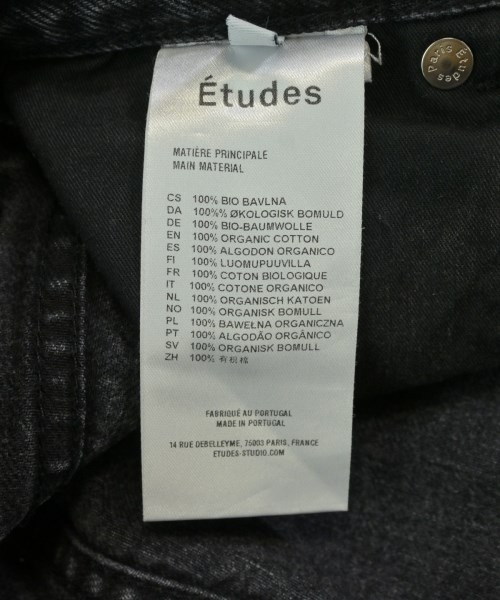 Études
MATIÈRE PRINCIPALE
MAIN MATERIAL
CS 100% BIO BAVLNA
DA 100%% ØKOLOGISK BOMULD
DE 100% BIO-BAUMWOLLE
EN 100% ORGANIC COTTON
ES 100% ALGODON ORGANICO
FI 100% LUOMUPUUVILLA
FR 100% COTON BIOLOGIQUE
IT 100% COTONE ORGANICO
NL 100% ORGANISCH KATOEN
NO 100% ORGANISK BOMULL
PL 100% BAWEŁNA ORGANICZNA
PT 100% ALGODÃO ORGÂNICO
SV 100% ORGANISK BOMULL
ZH 100% 有机棉
FABRIQUÉ AU PORTUGAL
MADE IN PORTUGAL
14 RUE DEBELLEYME, 75003 PARIS, FRANCE
ETUDES-STUDIO.COM
Paris Etudes